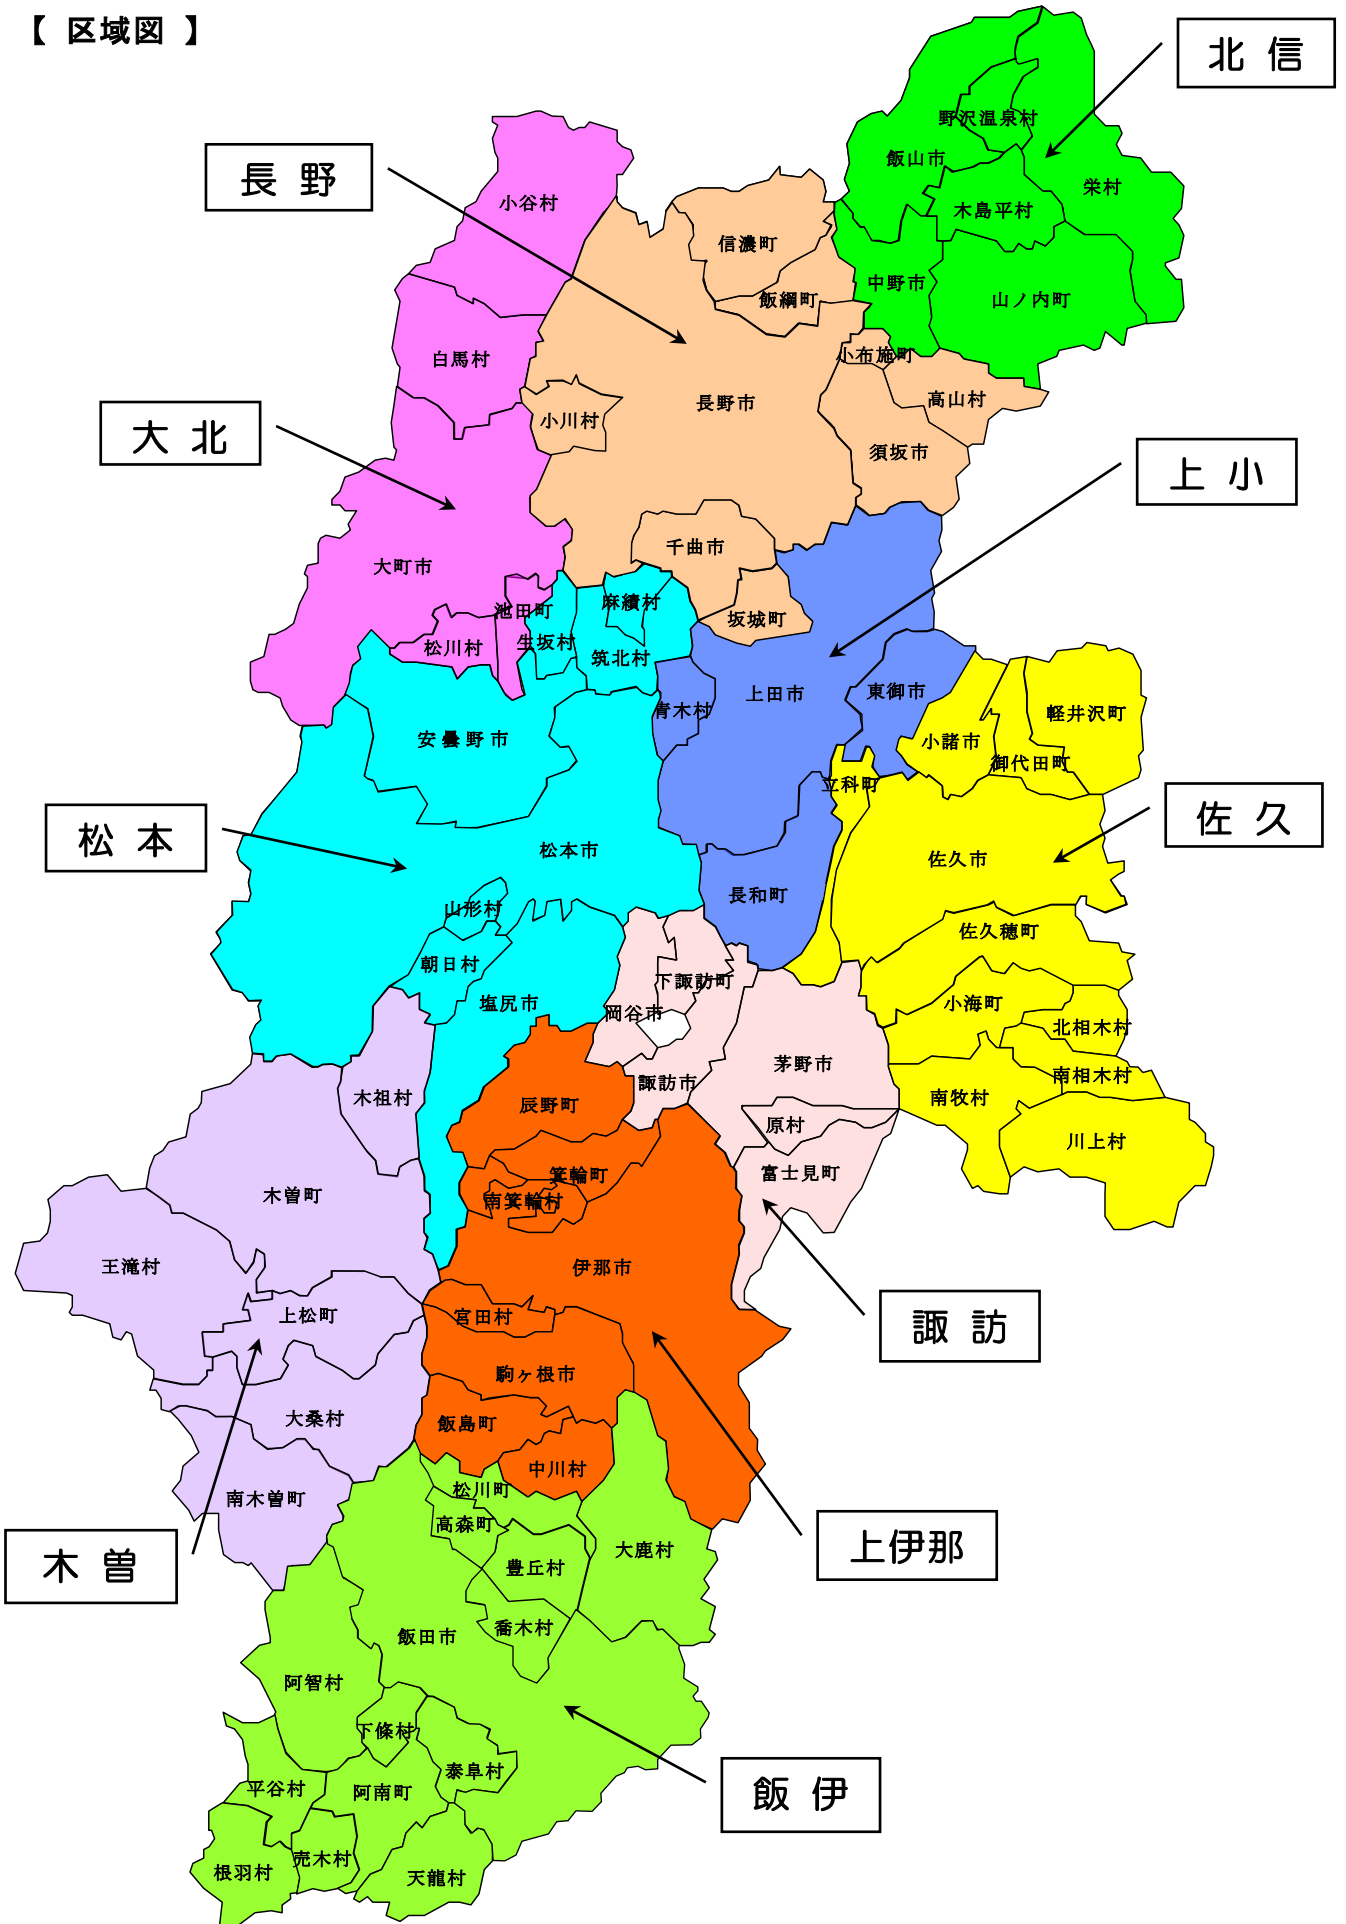 【 区域図 】
北 信
野沢温泉村
飯山市
栄村
木島平村
中野市
山ノ内町
長 野
小谷村
信濃町
飯綱町
小布施町
白馬村
長野市
高山村
小川村
須坂市
大 北
上 小
千曲市
大町市
池田町
麻績村
坂城町
松川村
生坂村
筑北村
上田市
東御市
青木村
安曇野市
小諸市
軽井沢町
御代田町
立科町
松 本
佐 久
松本市
佐久市
長和町
山形村
佐久穂町
朝日村
下諏訪町
塩尻市
岡谷市
小海町
北相木村
茅野市
諏訪市
南相木村
木祖村
辰野町
南牧村
原村
川上村
箕輪町
富士見町
木曽町
南箕輪村
王滝村
伊那市
上松町
宮田村
諏 訪
駒ヶ根市
大桑村
飯島町
中川村
南木曽町
松川町
高森町
木 曽
上伊那
大鹿村
豊丘村
喬木村
飯田市
阿智村
下條村
泰阜村
平谷村
阿南町
飯 伊
売木村
根羽村
天龍村